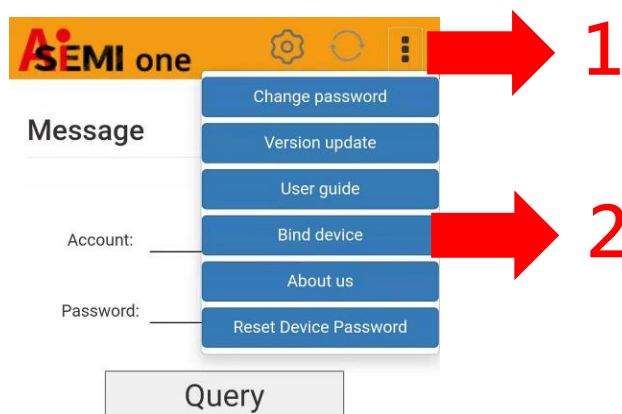 AiSEMI one
1
Change password
Message
Version update
User guide
Account:
Bind device
2
About us
Password:
Reset Device Password
Query